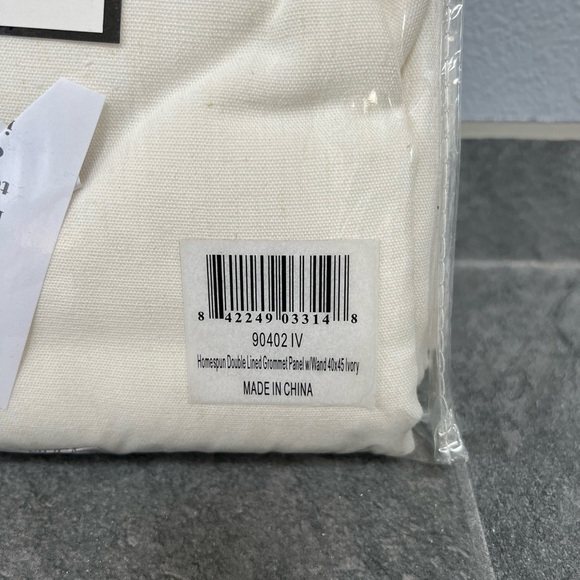 8 42249 03314 8
90402 IV
Homespun Double Lined Grommet Panel w/Wand 40x45 Ivory
MADE IN CHINA